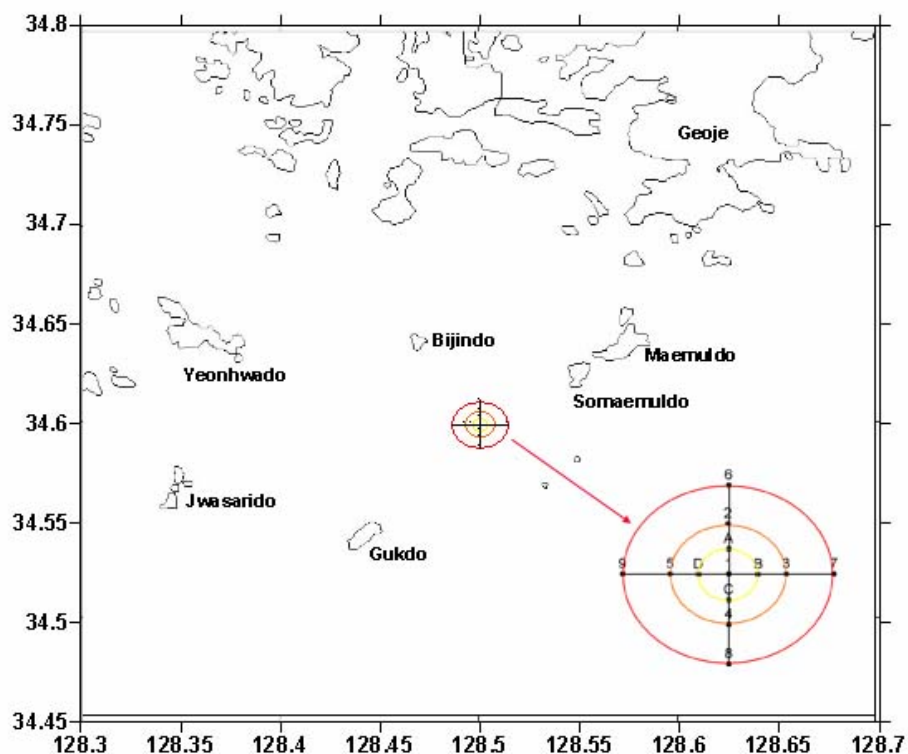 34.8
34.75
Geoje
34.7
34.65
Bijindo
Maemuldo
Yeonhwado
Somaemuldo
34.6
6
Jwasarido
34.55
2
Gukdo
A
9 5 D 1 B 3 7
C
34.5
4
8
34.45
128.3 128.35 128.4 128.45 128.5 128.55 128.6 128.65 128.7